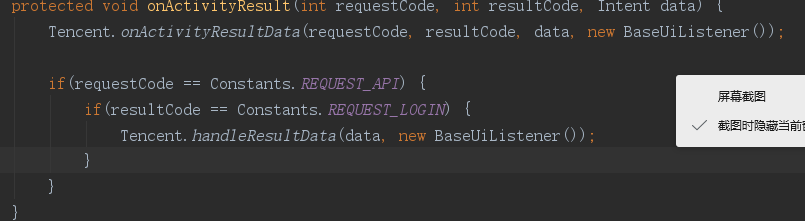 protected void onActivityResult(int requestCode, int resultCode, Intent data) {
Tencent.onActivityResultData(requestCode, resultCode, data, new BaseUiListener());
if(requestCode == Constants.REQUEST_API) {
if(resultCode == Constants.REQUEST_LOGIN) {
Tencent.handleResultData(data, new BaseUiListener());
}
}
}
屏幕截图
截图时隐藏当前